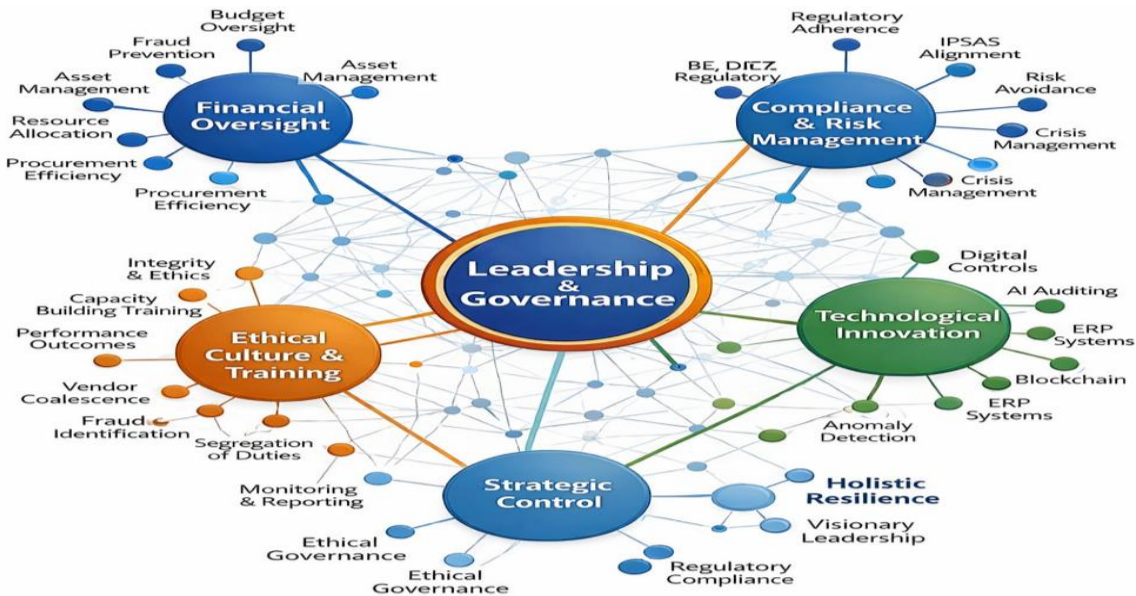 Budget
Oversight
Fraud
Prevention
Asset
Management
Asset
Management
Resource
Allocation
Procurement
Efficiency
Procurement
Efficiency
Financial
Oversight
Regulatory
Adherence
BE,
Regulatory
IPSAS
Alignment
Risk
Avoidance
Crisis
Management
Crisis
Management
Compliance
& Risk
Management
Leadership
&
Governance
Integrity
& Ethics
Capacity
Building Training
Performance
Outcomes
Vendor
Coalescence
Fraud
Identification
Segregation
of Duties
Monitoring
& Reporting
Ethical
Culture &
Training
Digital
Controls
AI Auditing
ERP
Systems
Blockchain
ERP
Systems
Anomaly
Detection
Technological
Innovation
Strategic
Control
Holistic
Resilience
Visionary
Leadership
Ethical
Governance
Ethical
Governance
Regulatory
Compliance